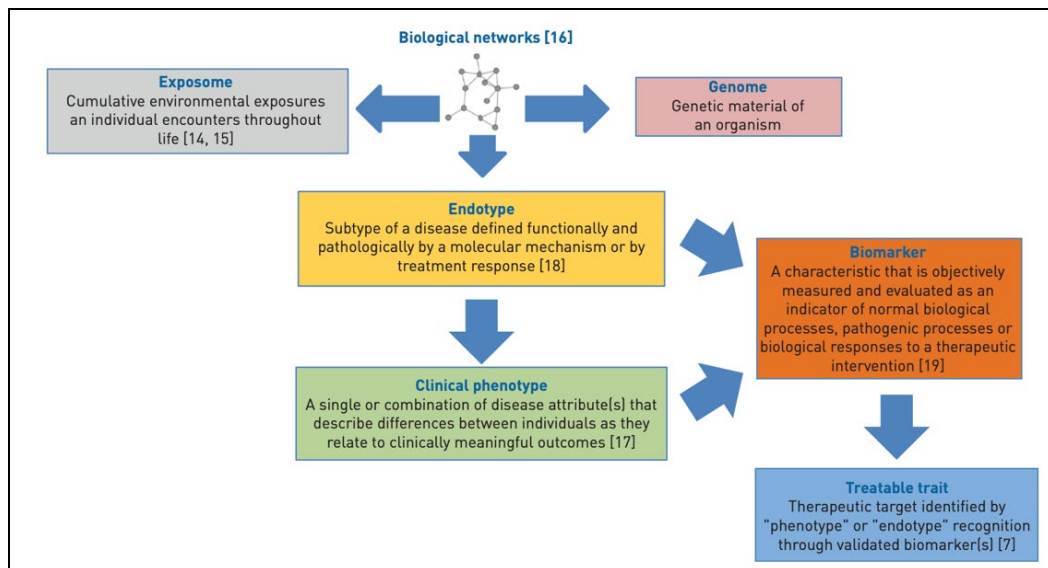 Biological networks [16]
Exposome
Cumulative environmental exposures
an individual encounters throughout
life [14, 15]
Genome
Genetic material of
an organism
Endotype
Subtype of a disease defined functionally and
pathologically by a molecular mechanism or by
treatment response [18]
Biomarker
A characteristic that is objectively
measured and evaluated as an
indicator of normal biological
processes, pathogenic processes or
biological responses to a therapeutic
intervention [19]
Clinical phenotype
A single or combination of disease attribute(s) that
describe differences between individuals as they
relate to clinically meaningful outcomes [17]
Treatable trait
Therapeutic target identified by
"phenotype" or "endotype" recognition
through validated biomarker(s) [7]